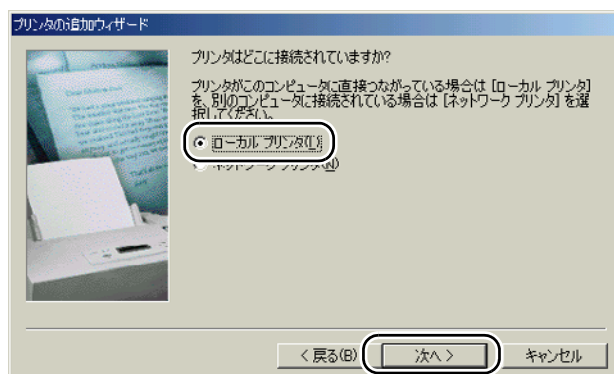 プリンタの追加ウィザード
プリンタはどこに接続されていますか?
プリンタがこのコンピュータに直接つながっている場合は [ローカル プリンタ]
を、別のコンピュータに接続されている場合は [ネットワーク プリンタ] を選
択してください。
ローカル プリンタ(L)
ネットワーク プリンタ(N)
< 戻る(B)
次へ >
キャンセル